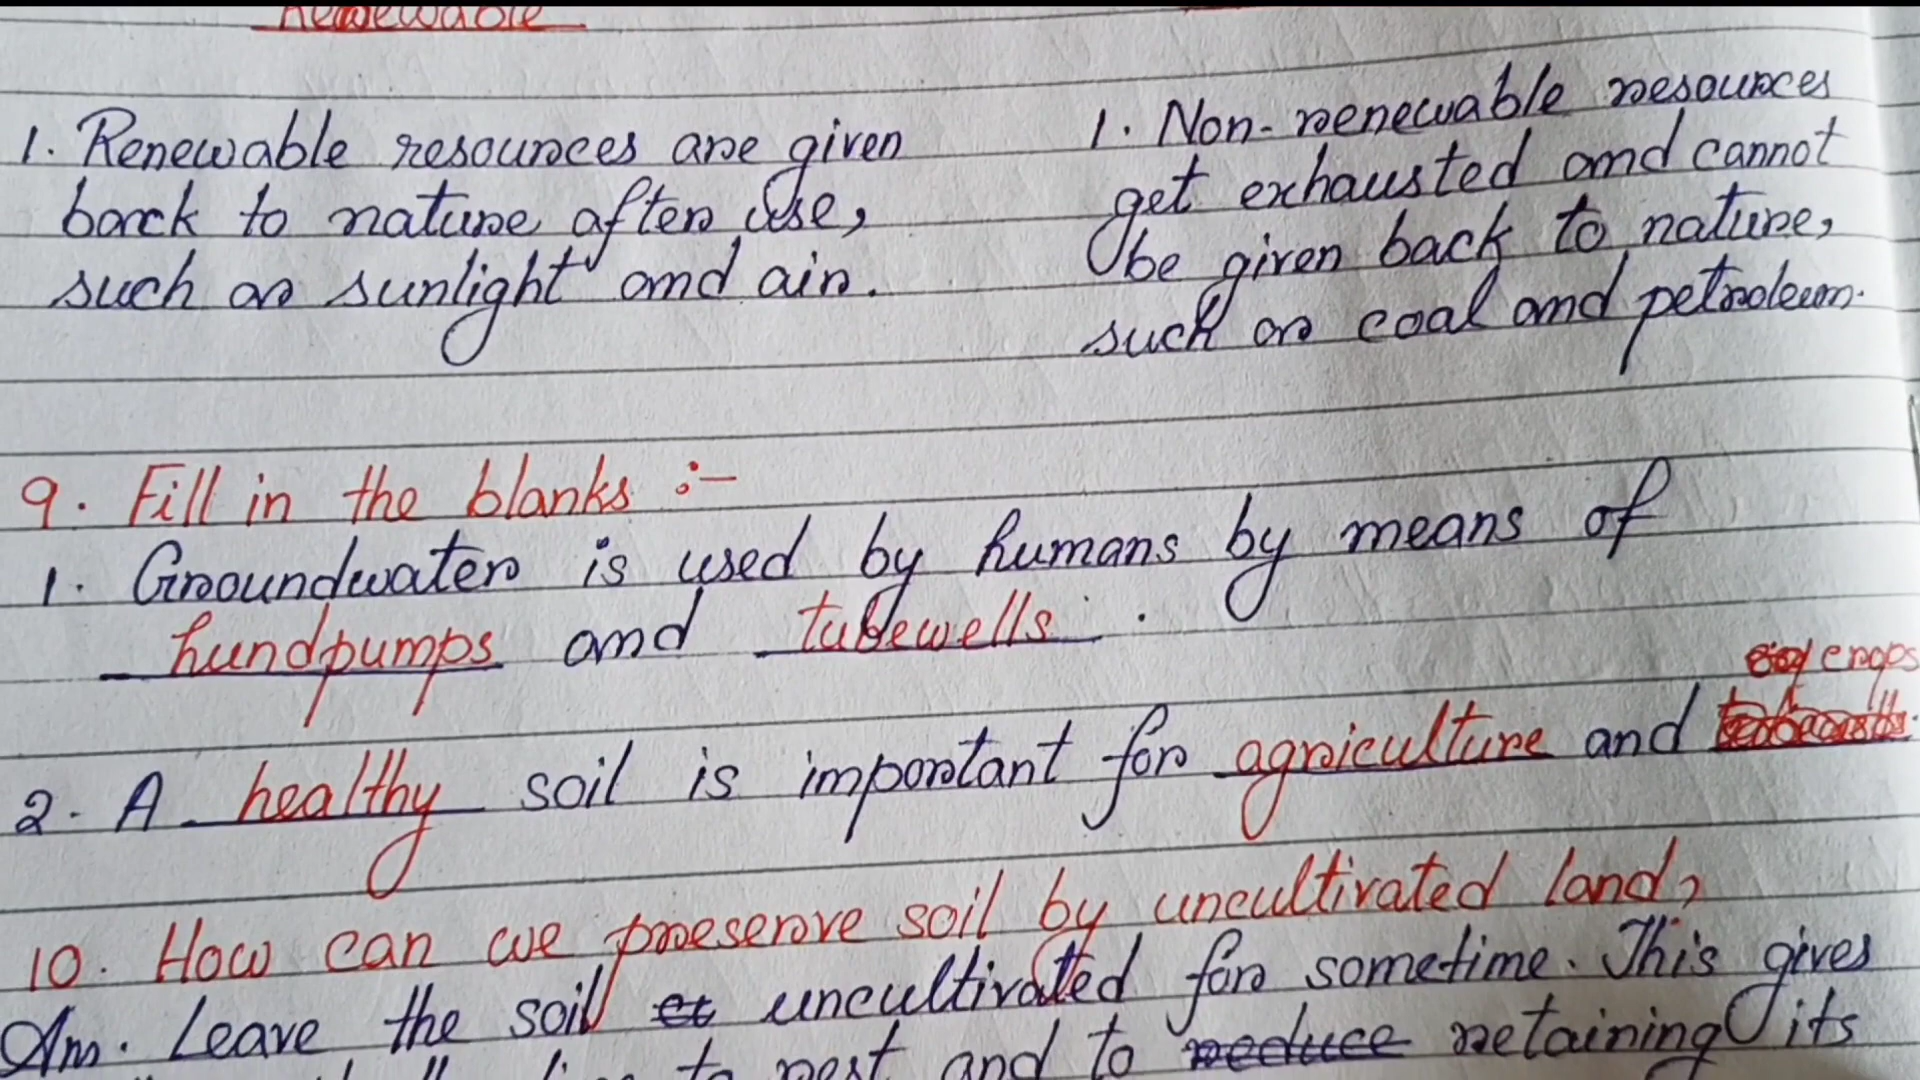 Renewable
1. Renewable resources are given
back to nature after use,
such as sunlight and air.
1. Non-renewable resources
get exhausted and cannot
be given back to nature,
such as coal and petroleum.
9. Fill in the blanks :-
1. Groundwater is used by humans by means of
hundpumps and tubewells.
crops
2. A healthy soil is important for agriculture and
10. How can we preserve soil by uncultivated land?
Ans. Leave the soil uncultivated for sometime. This gives
to rest and to reduce retaining its